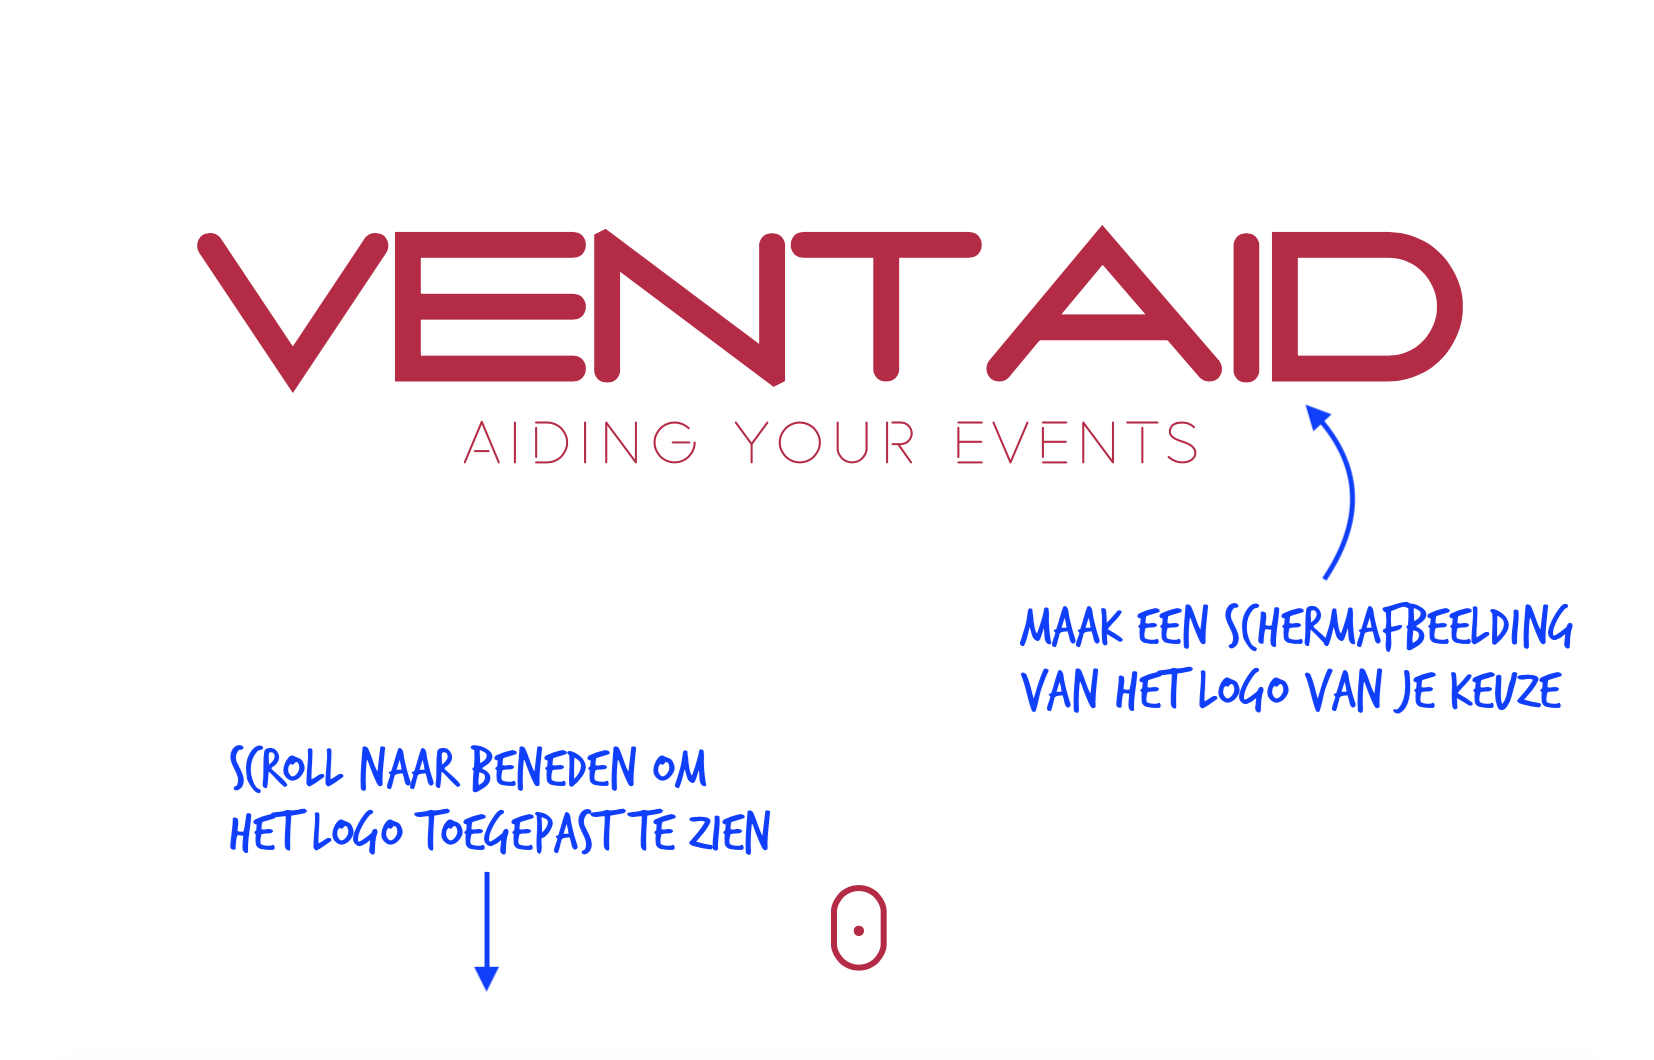 VENTAID
AIDING YOUR EVENTS
MAAK EEN SCHERMAFBEELDING
VAN HET LOGO VAN JE KEUZE
SCROLL NAAR BENEDEN OM
HET LOGO TOEGEPAST TE ZIEN